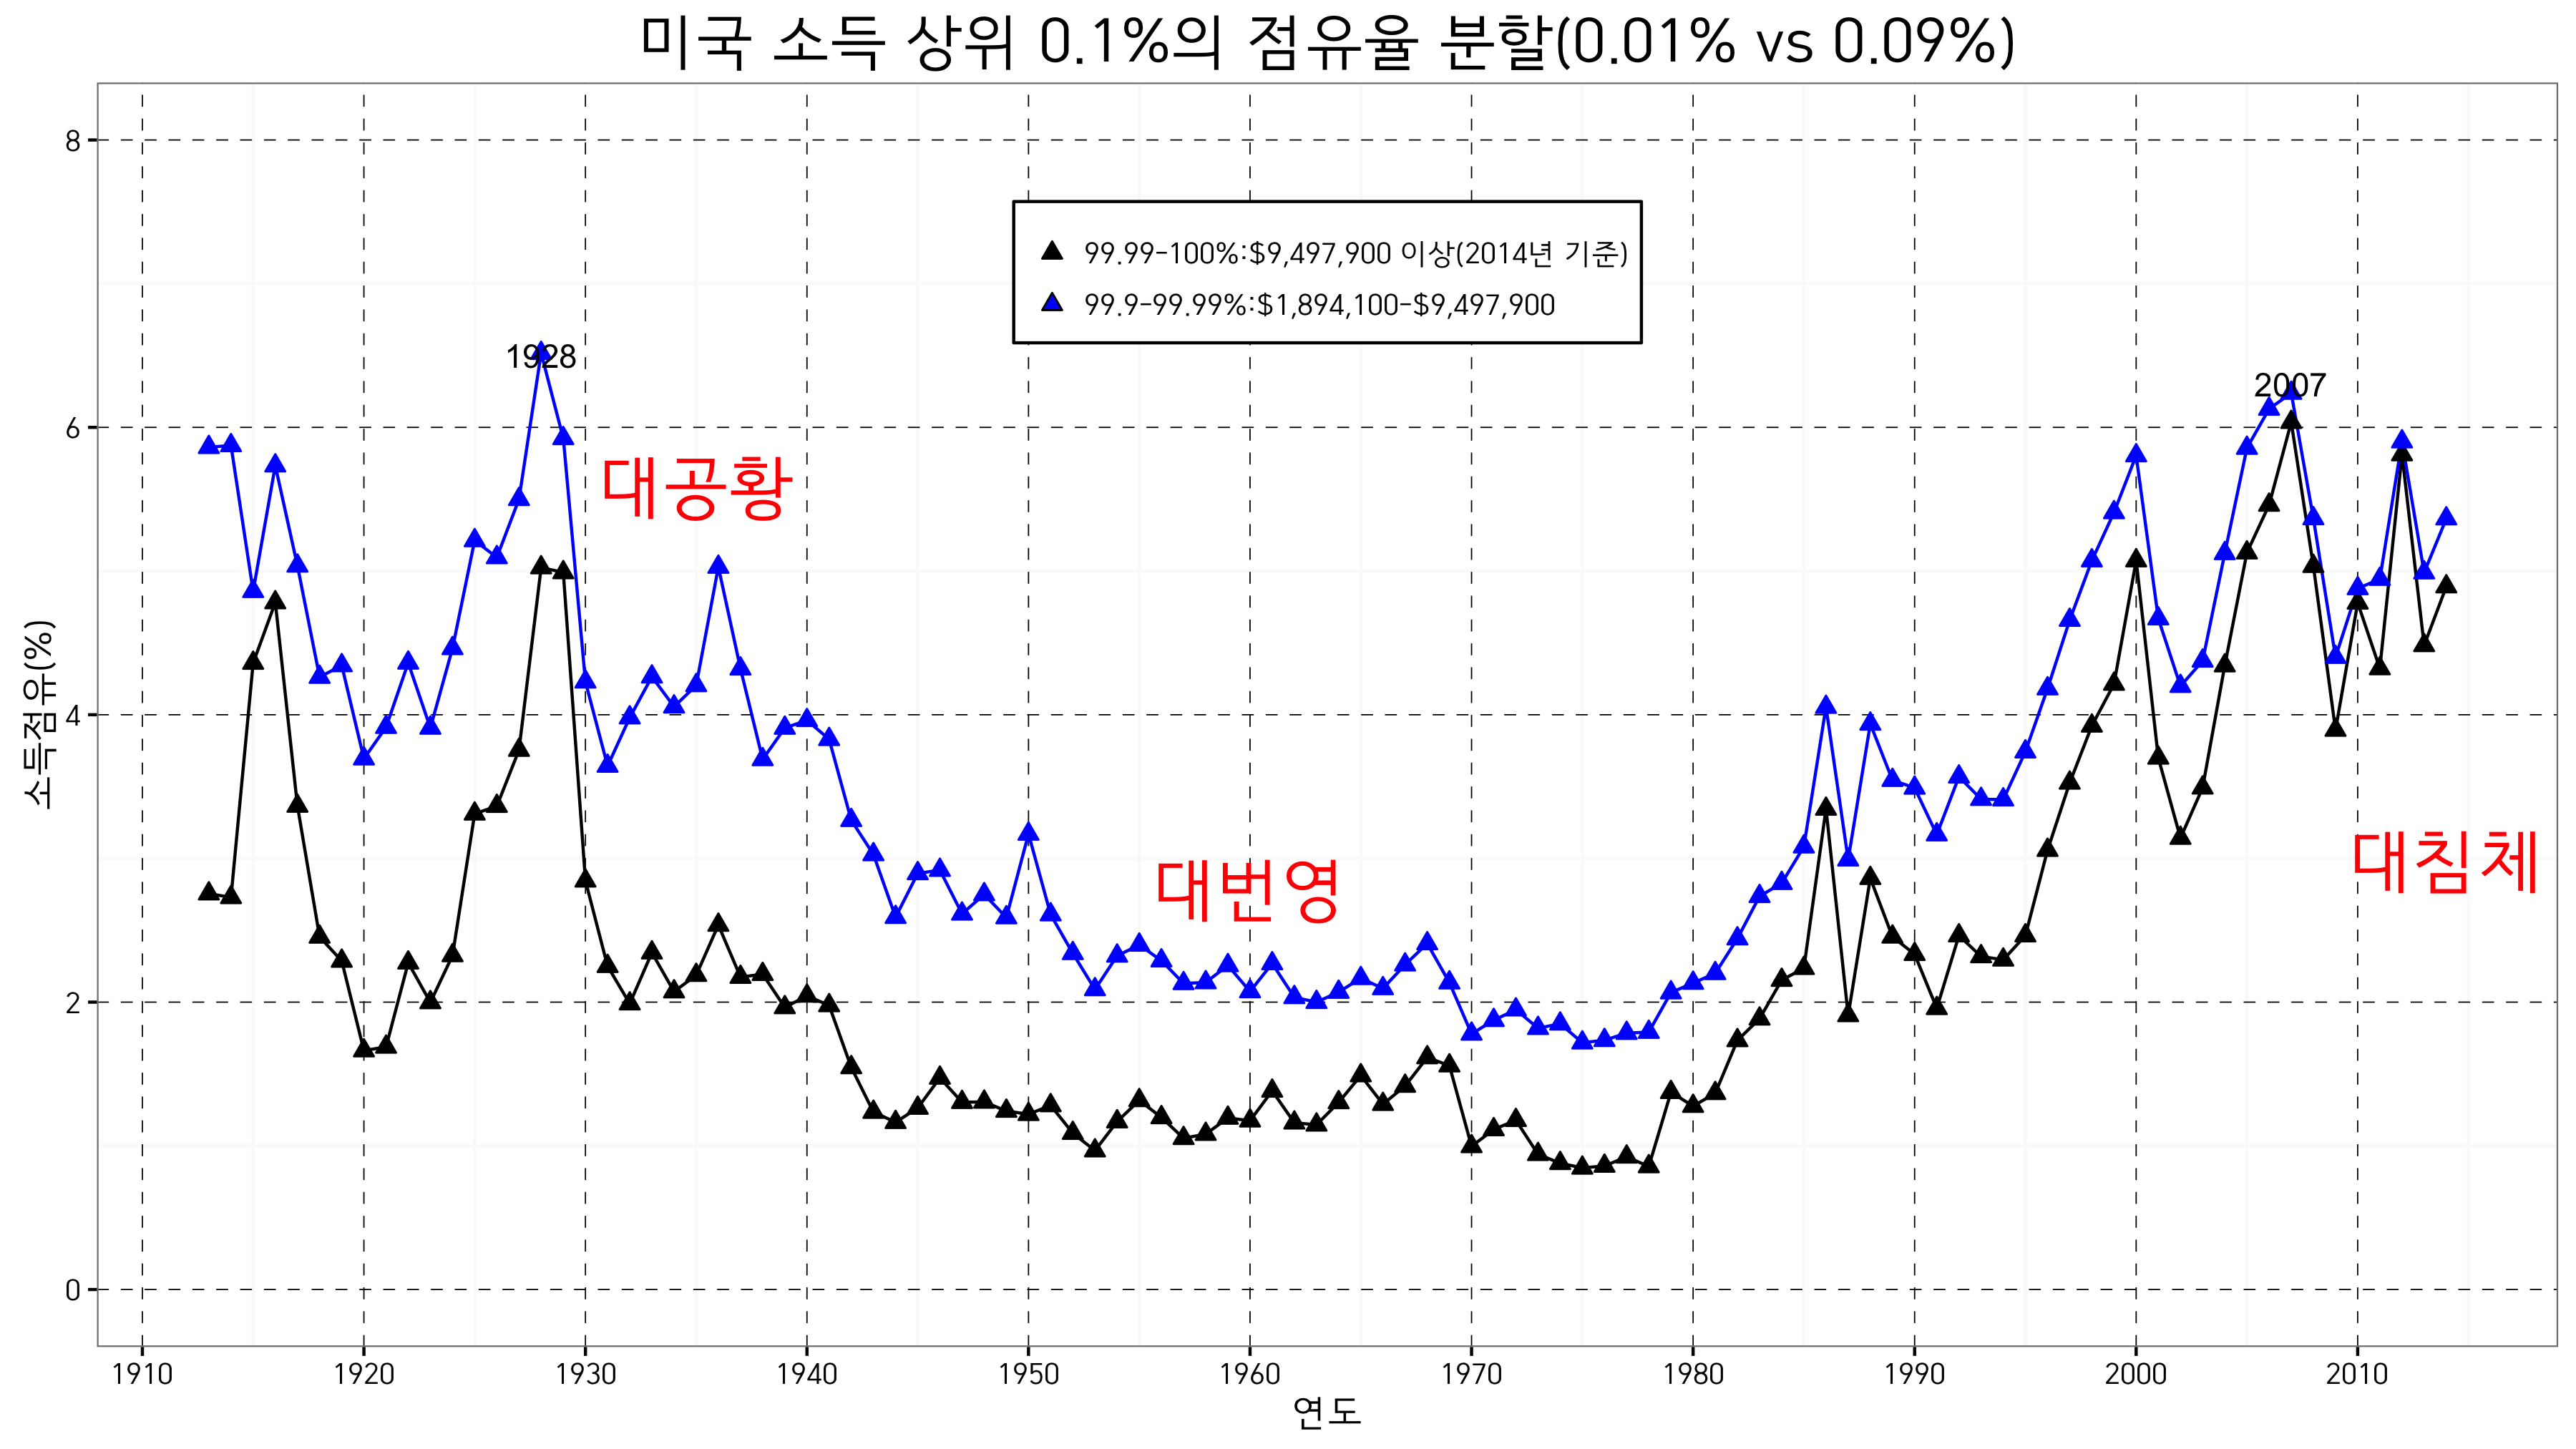 미국 소득 상위 0.1%의 점유율 분할(0.01% vs 0.09%)
8
99.99-100%:$9,497,900 이상(2014년 기준)
99.9-99.99%:$1,894,100-$9,497,900
1928
2007
6
대공황
소득점유(%)
4
대번영
대침체
2
0
1910 1920 1930 1940 1950 1960 1970 1980 1990 2000 2010
연도